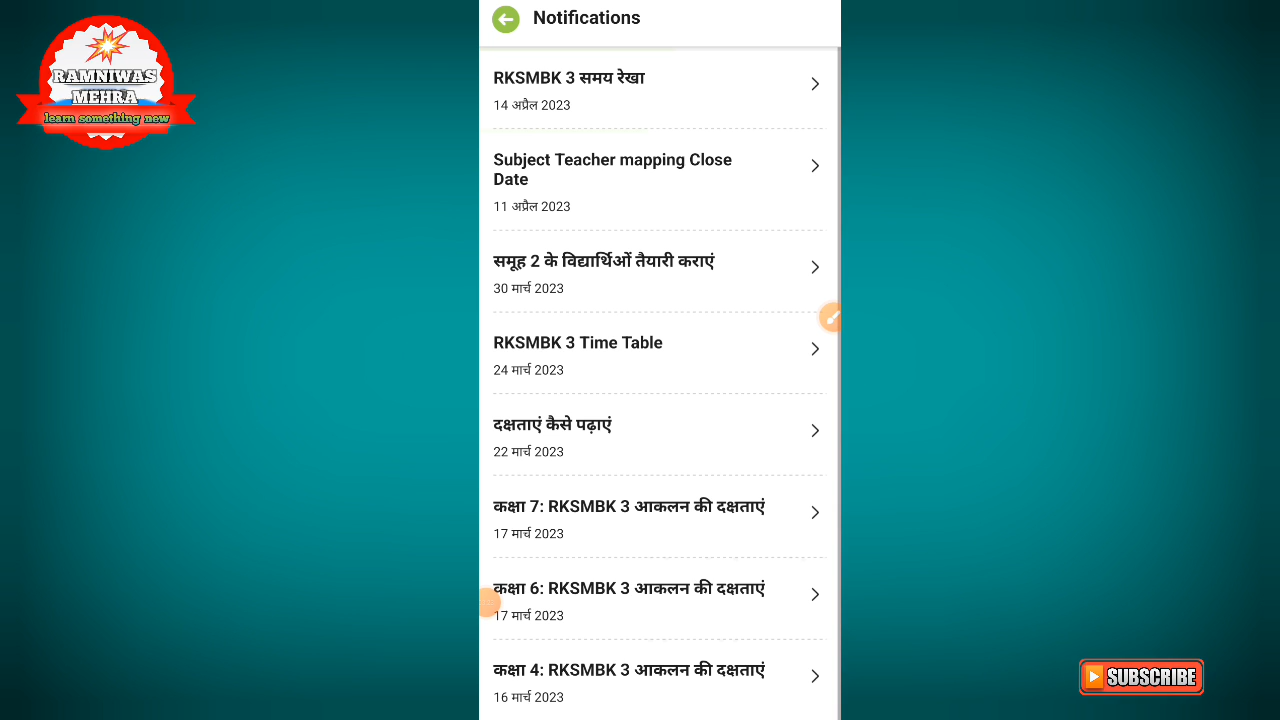 RAMNIWAS
MEHRA
learn something new
Notifications
RKSMBK 3 समय रेखा
14 अप्रैल 2023
Subject Teacher mapping Close
Date
11 अप्रैल 2023
समूह 2 के विद्यार्थिओं तैयारी कराएं
30 मार्च 2023
RKSMBK 3 Time Table
24 मार्च 2023
दक्षताएं कैसे पढ़ाएं
22 मार्च 2023
कक्षा 7: RKSMBK 3 आकलन की दक्षताएं
17 मार्च 2023
कक्षा 6: RKSMBK 3 आकलन की दक्षताएं
17 मार्च 2023
कक्षा 4: RKSMBK 3 आकलन की दक्षताएं
16 मार्च 2023
SUBSCRIBE